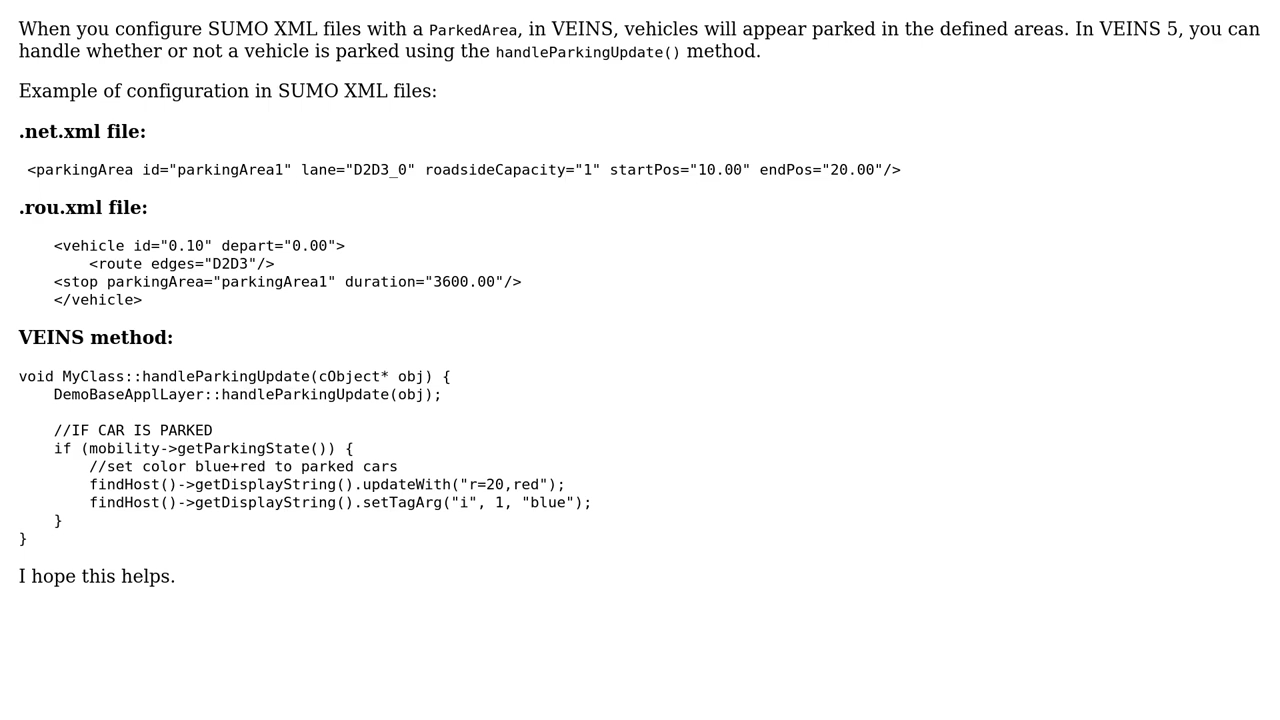 When you configure SUMO XML files with a ParkedArea, in VEINS, vehicles will appear parked in the defined areas. In VEINS 5, you can
handle whether or not a vehicle is parked using the handleParkingUpdate() method.
Example of configuration in SUMO XML files:
.net.xml file:
<parkingArea id="parkingArea1" lane="D2D3_0" roadsideCapacity="1" startPos="10.00" endPos="20.00"/>
.rou.xml file:
    <vehicle id="0.10" depart="0.00">
        <route edges="D2D3"/>
    <stop parkingArea="parkingArea1" duration="3600.00"/>
    </vehicle>
VEINS method:
void MyClass::handleParkingUpdate(cObject* obj) {
    DemoBaseApplLayer::handleParkingUpdate(obj);
    //IF CAR IS PARKED
    if (mobility->getParkingState()) {
        //set color blue+red to parked cars
        findHost()->getDisplayString().updateWith("r=20,red");
        findHost()->getDisplayString().setTagArg("i", 1, "blue");
    }
}
I hope this helps.